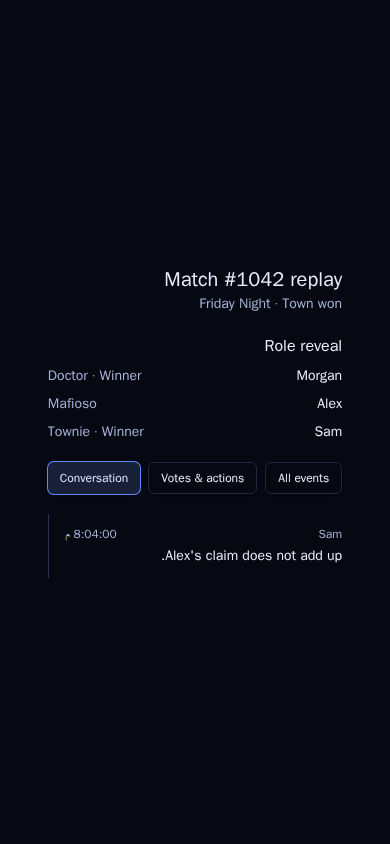 Match #1042 replay
Friday Night · Town won
Role reveal
Doctor · Winner
Morgan
Mafioso
Alex
Townie · Winner
Sam
Conversation
Votes & actions
All events
8:04:00 م
Sam
.Alex's claim does not add up